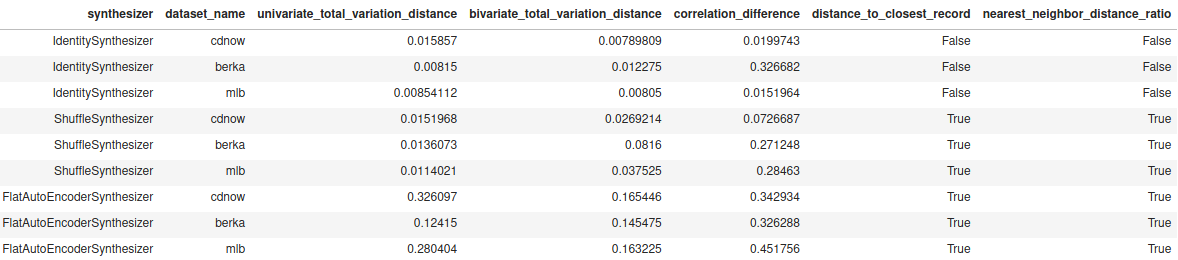 synthesizer dataset_name univariate_total_variation_distance bivariate_total_variation_distance correlation_difference distance_to_closest_record nearest_neighbor_distance_ratio
IdentitySynthesizer cdnow 0.015857 0.00789809 0.0199743 False False
IdentitySynthesizer berka 0.00815 0.012275 0.326682 False False
IdentitySynthesizer mlb 0.00854112 0.00805 0.0151964 False False
ShuffleSynthesizer cdnow 0.0151968 0.0269214 0.0726687 True True
ShuffleSynthesizer berka 0.0136073 0.0816 0.271248 True True
ShuffleSynthesizer mlb 0.0114021 0.037525 0.28463 True True
FlatAutoEncoderSynthesizer cdnow 0.326097 0.165446 0.342934 True True
FlatAutoEncoderSynthesizer berka 0.12415 0.145475 0.326288 True True
FlatAutoEncoderSynthesizer mlb 0.280404 0.163225 0.451756 True True